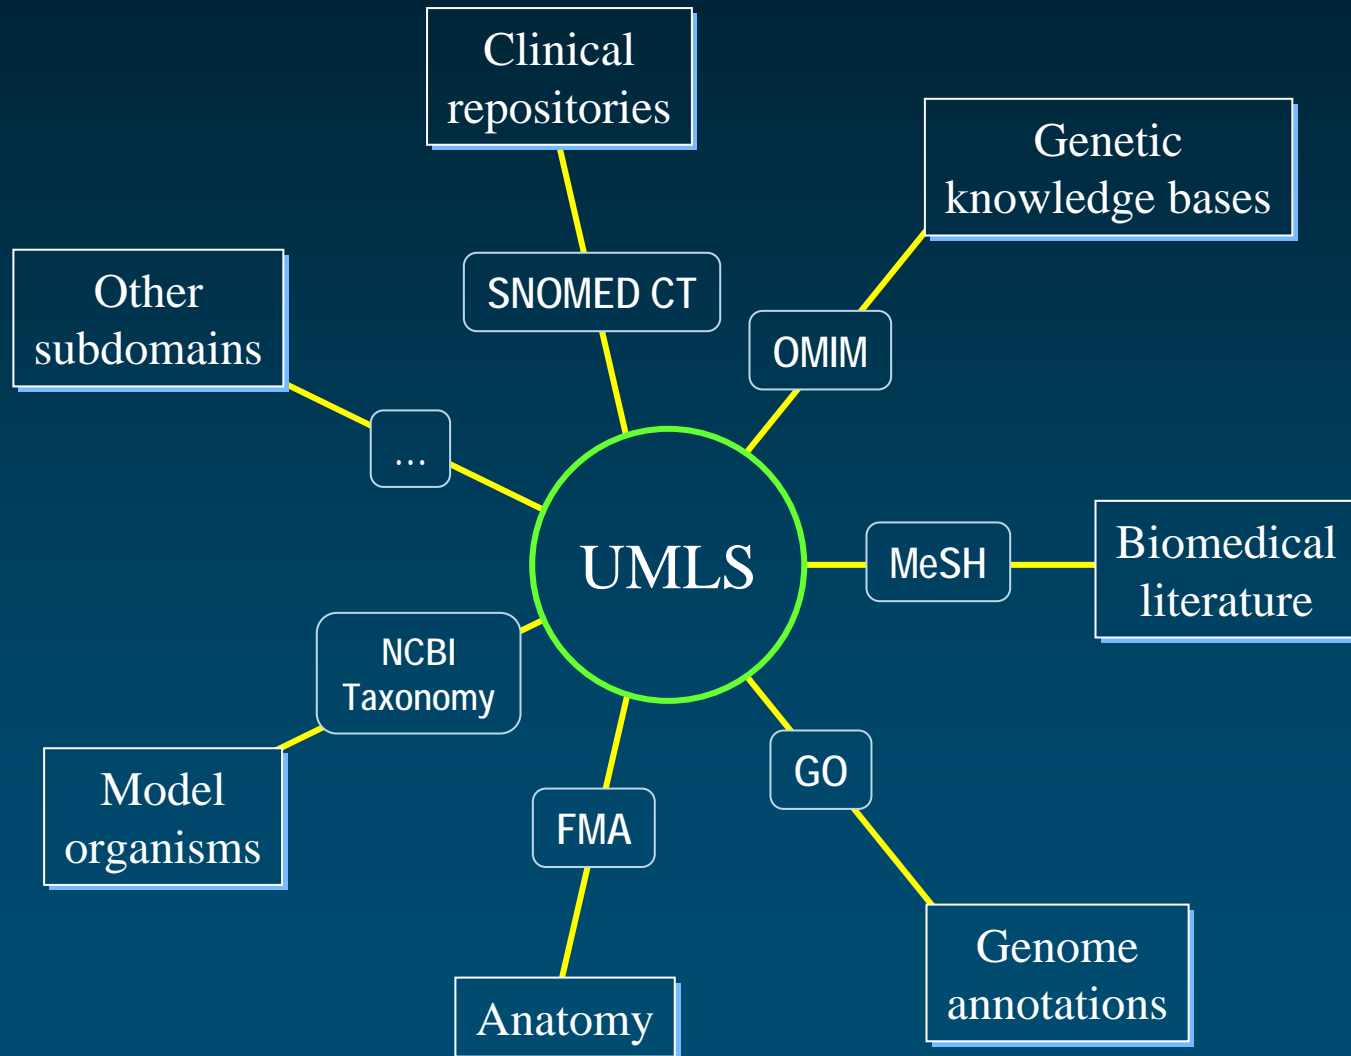 Clinical
repositories
Genetic
knowledge bases
SNOMED CT
Other
subdomains
OMIM
...
UMLS
MeSH
Biomedical
literature
NCBI
Taxonomy
GO
Model
organisms
FMA
Genome
annotations
Anatomy